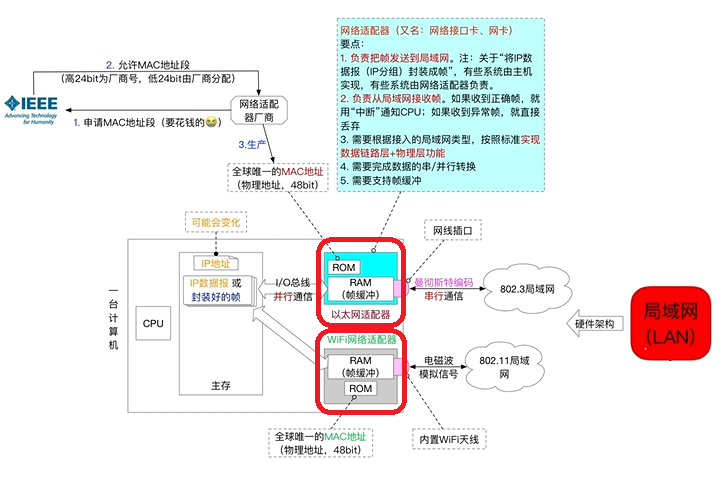 网络适配器（又名：网络接口卡、网卡）
要点：
1. 负责把帧发送到局域网。注：关于“将IP数
据报（IP分组）封装成帧”，有些系统由主机
实现，有些系统由网络适配器负责。
2. 负责从局域网接收帧。如果收到正确帧，就
用“中断”通知CPU；如果收到异常帧，就直接
丢弃
3. 需要根据接入的局域网类型，按照标准实现
数据链路层+物理层功能
4. 需要完成数据的串/并行转换
5. 需要支持帧缓冲
2. 允许MAC地址段
（高24bit为厂商号，低24bit由厂商分配）
IEEE
Advancing Technology
for Humanity
1. 申请MAC地址段（要花钱的😭）
网络适配
器厂商
3.生产
全球唯一的MAC地址
（物理地址，48bit）
可能会变化
网线插口
一台计算机
CPU
IP地址
IP数据报 或
封装好的帧
主存
I/O总线
并行通信
ROM
RAM
（帧缓冲）
以太网适配器
曼彻斯特编码
串行通信
802.3局域网
WiFi网络适配器
RAM
（帧缓冲）
ROM
电磁波
模拟信号
802.11局域
网
硬件架构
局域网
（LAN）
全球唯一的MAC地址
（物理地址，48bit）
内置WiFi天线